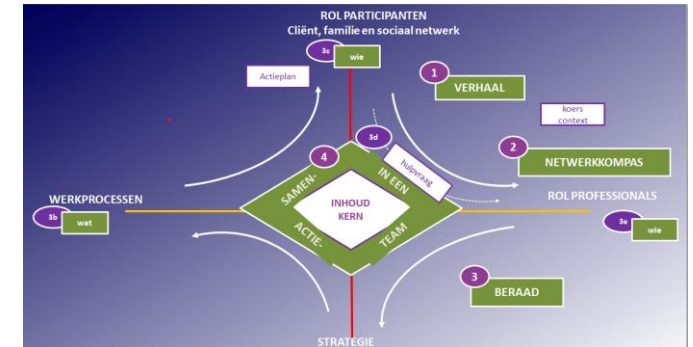 ROL PARTICIPANTEN
Cliënt, familie en sociaal netwerk
3c
wie
Actieplan
1
VERHAAL
koers
context
3d
4
2
NETWERKKOMPAS
hulpvraag
SAMEN-
IN EEN
INHOUD
KERN
WERKPROCESSEN
ROL PROFESSIONALS
3b
wat
3a
wie
ACTIE-
TEAM
3
BERAAD
STRATEGIE